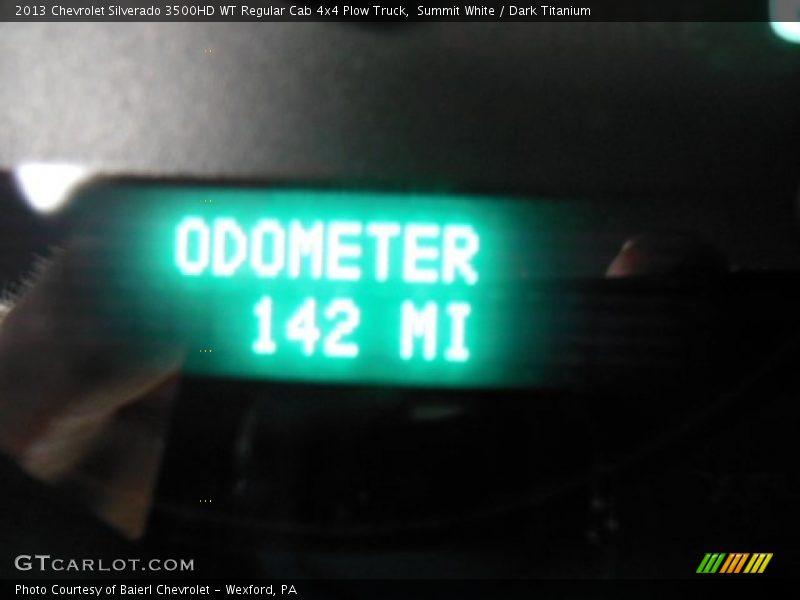 2013 Chevrolet Silverado 3500HD WT Regular Cab 4x4 Plow Truck,  Summit White / Dark Titanium
ODOMETER
142 MI
GTCARLOT.COM
Photo Courtesy of Baierl Chevrolet - Wexford, PA